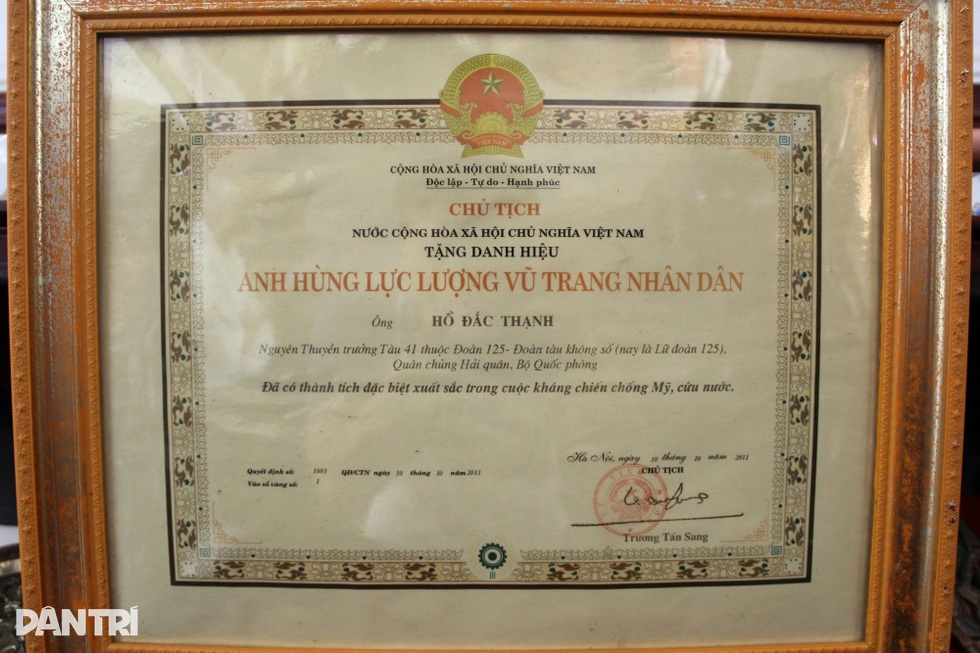 VIỆT NAM
CỘNG HÒA XÃ HỘI CHỦ NGHĨA VIỆT NAM
Độc lập - Tự do - Hạnh phúc
CHỦ TỊCH
NƯỚC CỘNG HÒA XÃ HỘI CHỦ NGHĨA VIỆT NAM
TẶNG DANH HIỆU
ANH HÙNG LỰC LƯỢNG VŨ TRANG NHÂN DÂN
Ông HỒ ĐẮC THẠNH
Nguyên Thuyền trưởng Tàu 41 thuộc Đoàn 125- Đoàn tàu không số (nay là Lữ đoàn 125),
Quân chủng Hải quân, Bộ Quốc phòng
Đã có thành tích đặc biệt xuất sắc trong cuộc kháng chiến chống Mỹ, cứu nước.
Hà Nội, ngày 10 tháng 10 năm 2011
CHỦ TỊCH
Quyết định số: 1801 QĐ/CTN ngày 10 tháng 10 năm 2011
Vào sổ vàng số: 1
Trương Tấn Sang
DÂN TRÍ